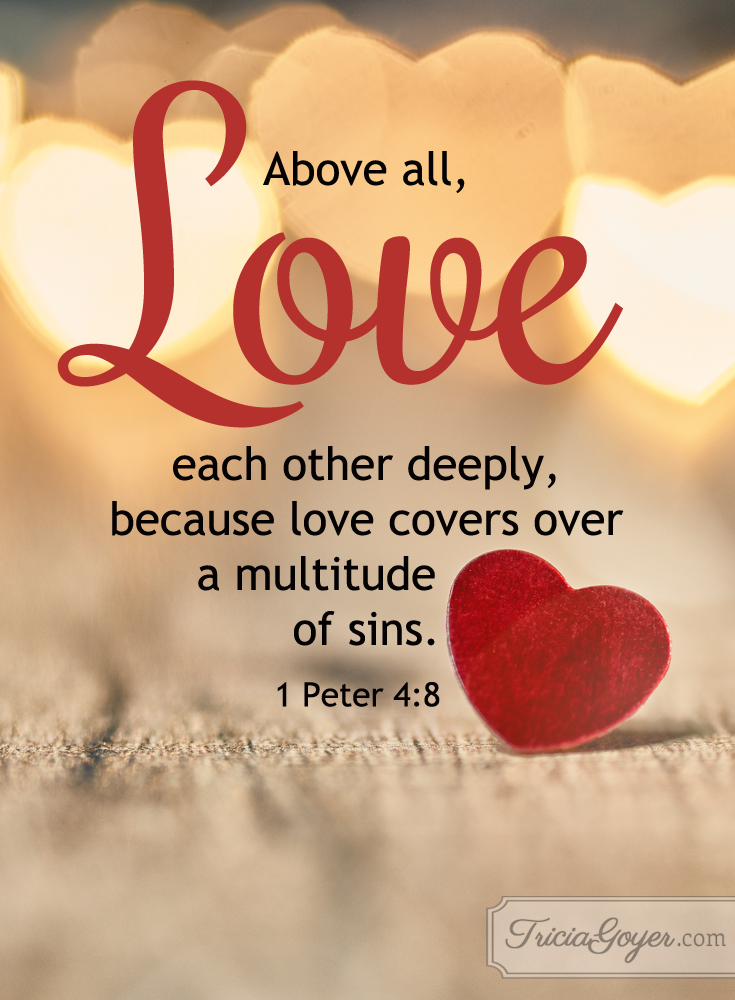 Above all,
Love
each other deeply,
because love covers over
a multitude
of sins.
1 Peter 4:8
TriciaGoyer.com